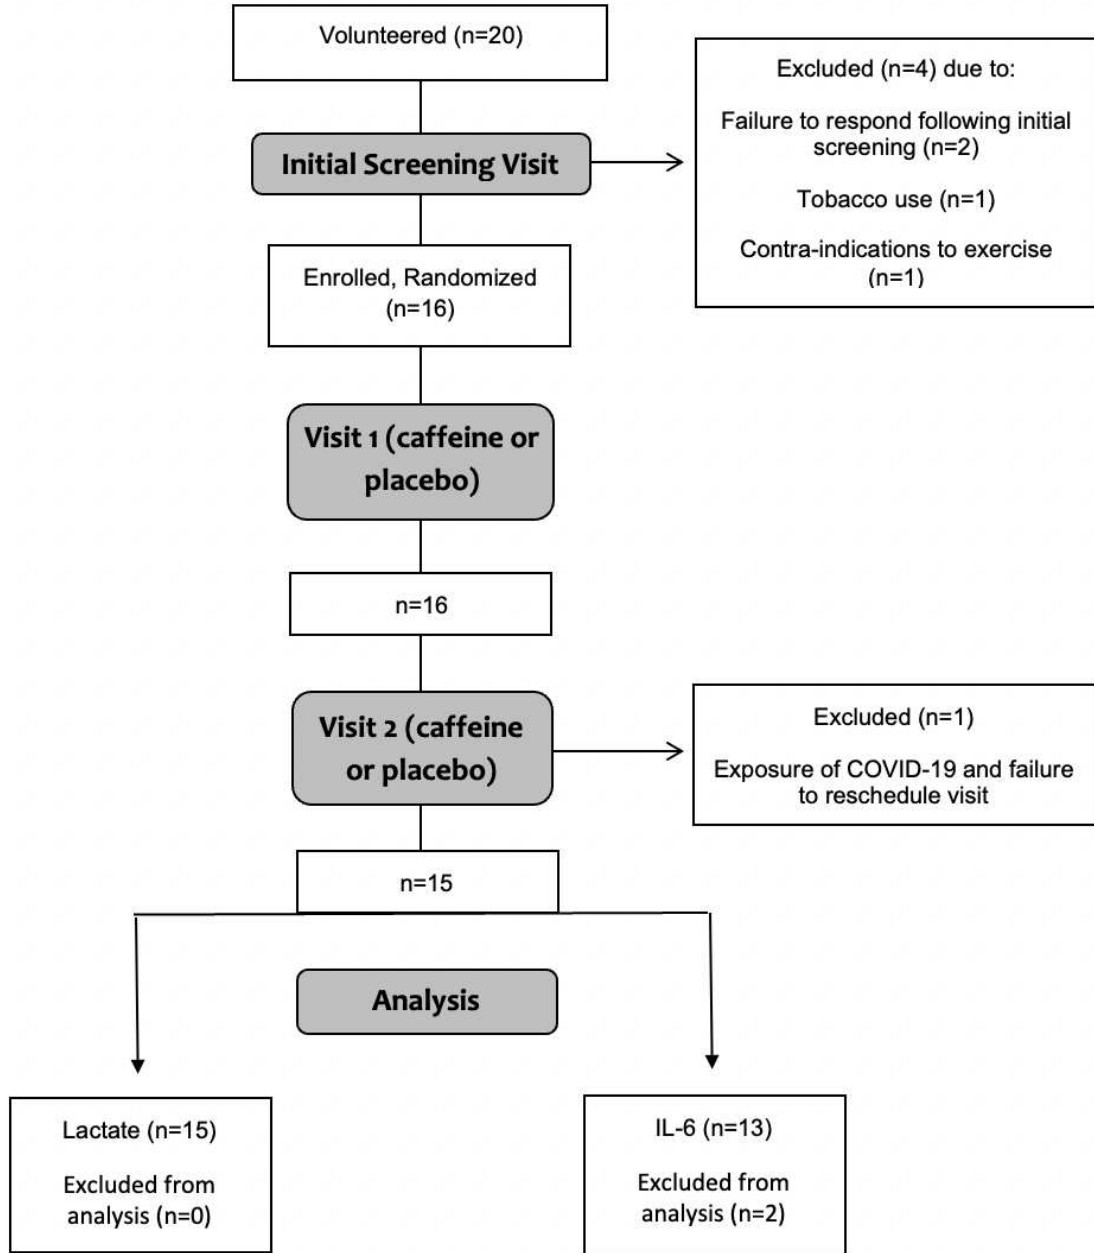 Volunteered (n=20)
Excluded (n=4) due to:
Failure to respond following initial
screening (n=2)
Tobacco use (n=1)
Contra-indications to exercise
(n=1)
Initial Screening Visit
Enrolled, Randomized
(n=16)
Visit 1 (caffeine or
placebo)
n=16
Visit 2 (caffeine
or placebo)
Excluded (n=1)
Exposure of COVID-19 and failure
to reschedule visit
n=15
Analysis
Lactate (n=15)
Excluded from
analysis (n=0)
IL-6 (n=13)
Excluded from
analysis (n=2)